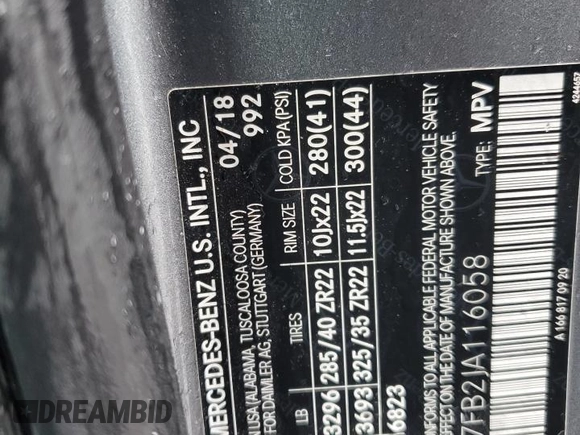 MERCEDES-BENZ U.S. INTL., INC
04/18
992
USA (ALABAMA, TUSCALOOSA COUNTY)
FOR DAIMLER AG, STUTTGART (GERMANY)
LB TIRES RIM SIZE COLD KPA (PSI)
3296 285/40 ZR22 10Jx22 280(41)
3693 325/35 ZR22 11.5Jx22 300(44)
6823
TO ALL APPLICABLE FEDERAL MOTOR VEHICLE SAFETY
ON THE DATE OF MANUFACTURE SHOWN ABOVE.
7FB2JA116058 TYPE: MPV
A 166 817 09 20
4244657
DREAMBID